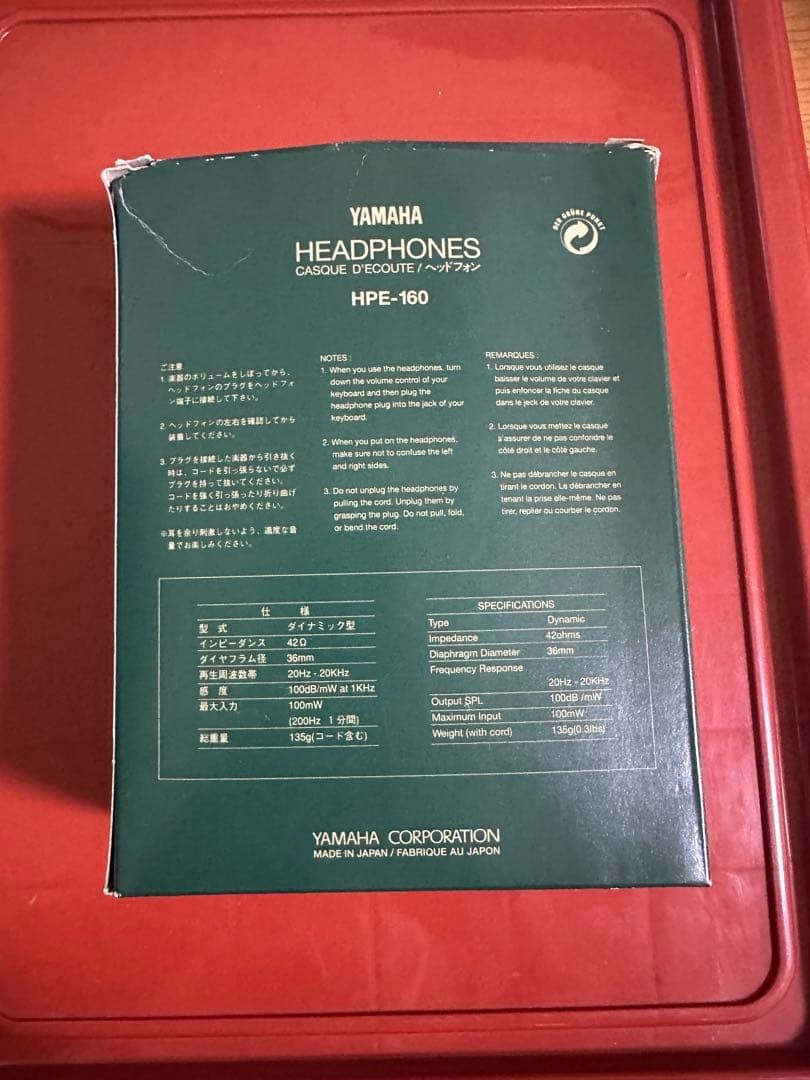 YAMAHA
DER GRÜNE PUNKT
HEADPHONES
CASQUE D'ECOUTE / ヘッドフォン
HPE-160
ご注意
1. 楽器のボリュームをしぼってから、
ヘッドフォンのプラグをヘッドフォ
ン端子に接続して下さい。
2. ヘッドフォンの左右を確認してから
装着してください。
3. プラグを接続した楽器から引き抜く
時は、コードを引っ張らないで必ず
プラグを持って抜いてください。
コードを強く引っ張ったり折り曲げ
たりすることはおやめください。
※耳を余り刺激しないよう、適度な音
量でお楽しみください。
NOTES :
1. When you use the headphones, turn
down the volume control of your
keyboard and then plug the
headphone plug into the jack of your
keyboard.
2. When you put on the headphones,
make sure not to confuse the left
and right sides.
3. Do not unplug the headphones by
pulling the cord. Unplug them by
grasping the plug. Do not pull, fold,
or bend the cord.
REMARQUES :
1. Lorsque vous utilisez le casque
baisser le volume de votre clavier et
puis enfoncer la fiche du casque
dans le jeck de votre clavier.
2. Lorsque vous mettez le casque
s'assurer de ne pas confondre le
côté droit et le côté gauche.
3. Ne pas débrancher le casque en
tirant le cordon. Le débrancher en
tenant la prise elle-même. Ne pas
tirer, replier ou courber le cordon.
仕 様
型 式 ダイナミック型
インピーダンス 42Ω
ダイヤフラム径 36mm
再生周波数帯 20Hz - 20KHz
感 度 100dB/mW at 1KHz
最大入力 100mW
(200Hz 1分間)
総重量 135g(コード含む)
SPECIFICATIONS
Type Dynamic
Impedance 42ohms
Diaphragm Diameter 36mm
Frequency Response
20Hz - 20KHz
Output SPL 100dB /mW
Maximum Input 100mW
Weight (with cord) 135g(0.3lbs)
YAMAHA CORPORATION
MADE IN JAPAN / FABRIQUE AU JAPON